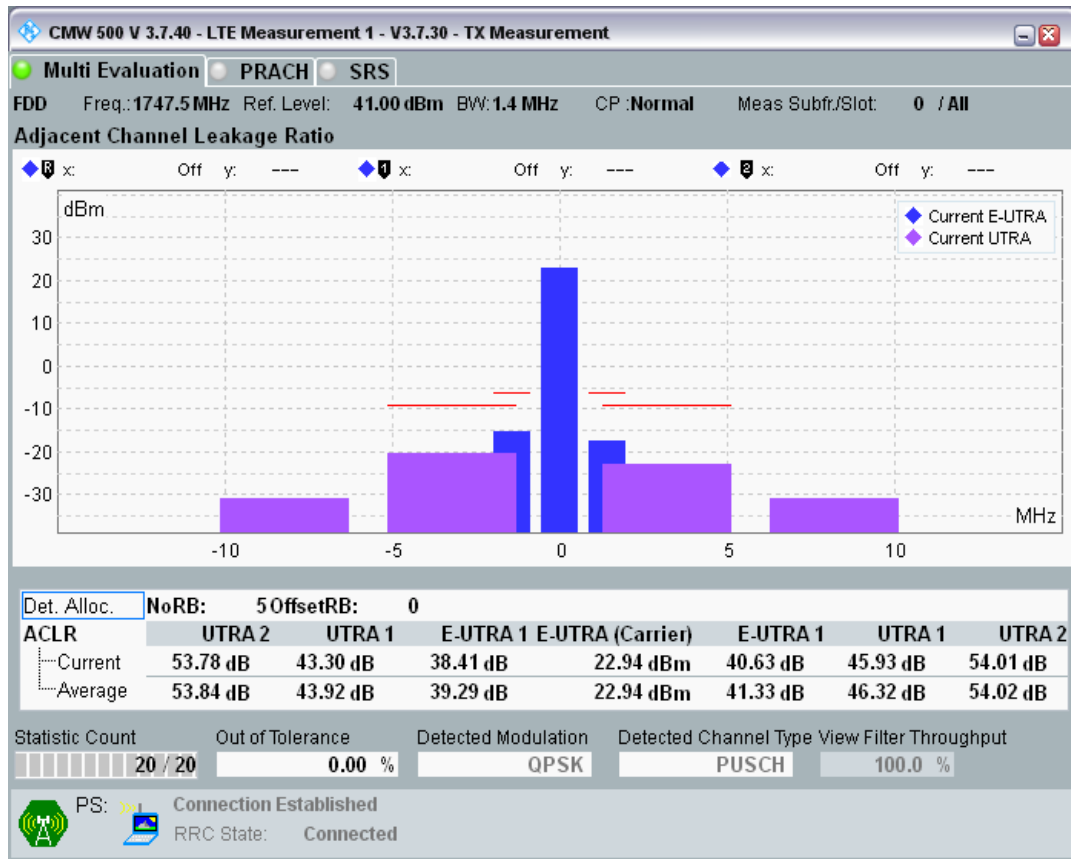 CMW 500 V 3.7.40 - LTE Measurement 1 - V3.7.30 - TX Measurement
Multi Evaluation PRACH SRS
FDD Freq.: 1747.5 MHz Ref. Level: 41.00 dBm BW: 1.4 MHz CP :Normal Meas Subfr./Slot: 0 / All
Adjacent Channel Leakage Ratio
R x: Off y: --- 1 x: Off y: --- 2 x: Off y: ---
dBm
Current E-UTRA
Current UTRA
30
20
10
0
-10
-20
-30
MHz
-10 -5 0 5 10
Det. Alloc. NoRB: 5 OffsetRB: 0
ACLR UTRA 2 UTRA 1 E-UTRA 1 E-UTRA (Carrier) E-UTRA 1 UTRA 1 UTRA 2
Current 53.78 dB 43.30 dB 38.41 dB 22.94 dBm 40.63 dB 45.93 dB 54.01 dB
Average 53.84 dB 43.92 dB 39.29 dB 22.94 dBm 41.33 dB 46.32 dB 54.02 dB
Statistic Count Out of Tolerance Detected Modulation Detected Channel Type View Filter Throughput
20 / 20 0.00 % QPSK PUSCH 100.0 %
PS: Connection Established
RRC State: Connected